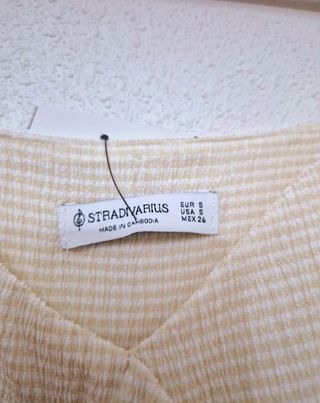 STRADIVARIUS
MADE IN CAMBODIA
EUR S
USA S
MEX 26